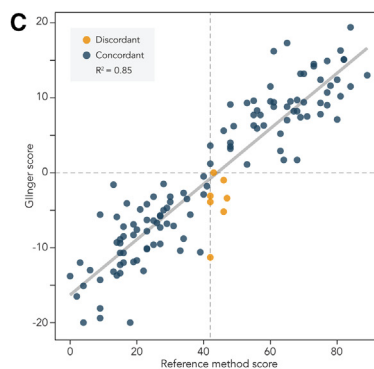 C
20
10
0
-10
-20
Gilnger score
Discordant
Concordant
R² = 0.85
0
20
40
60
80
Reference method score